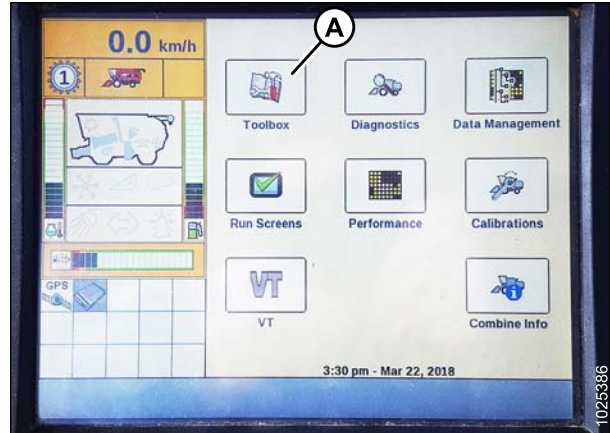 A
0.0 km/h
1
Toolbox
Diagnostics
Data Management
Run Screens
Performance
Calibrations
GPS
VT
VT
Combine Info
3:30 pm - Mar 22, 2018
1025386